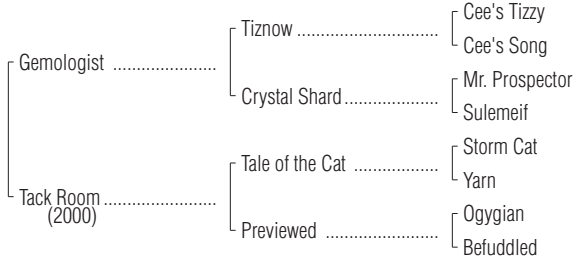 Cee's Tizzy
Tiznow ................................
Cee's Song
Gemologist .......................
Mr. Prospector
Crystal Shard.....................
Sulemeif
Storm Cat
Tale of the Cat ...................
Yarn
Tack Room.........................
(2000)
Ogygian
Previewed .........................
Befuddled